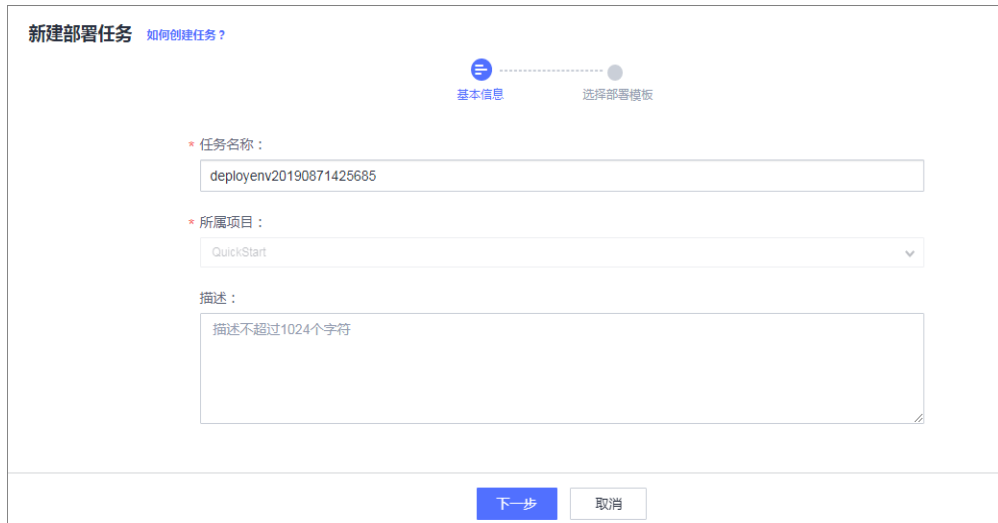 新建部署任务 如何创建任务？
基本信息 选择部署模板
* 任务名称：
deployenv20190871425685
* 所属项目：
QuickStart
描述：
描述不超过1024个字符
下一步 取消